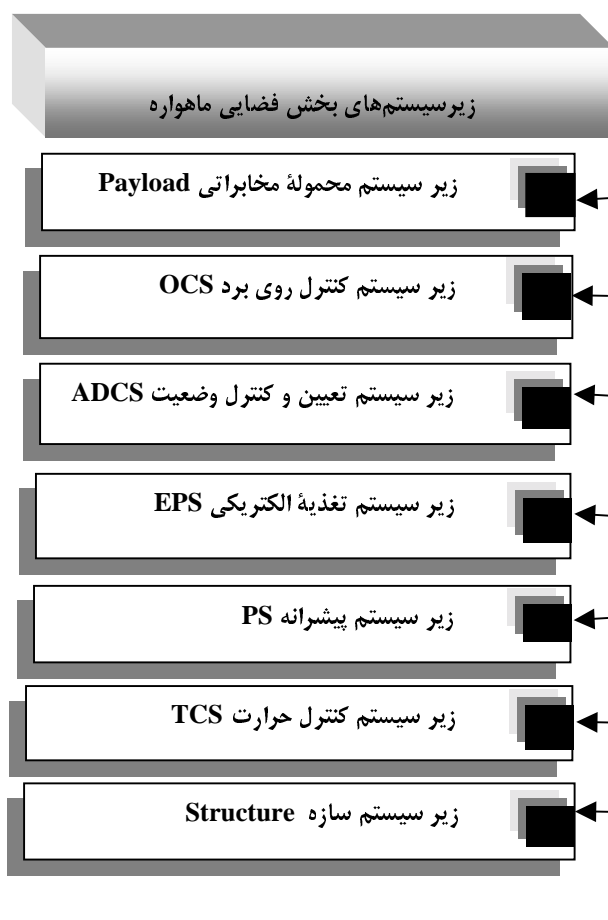 زیرسیستم‌های بخش فضایی ماهواره
زیر سیستم محمولۀ مخابراتی Payload
زیر سیستم کنترل روی برد OCS
زیر سیستم تعیین و کنترل وضعیت ADCS
زیر سیستم تغذیۀ الکتریکی EPS
زیر سیستم پیشرانه PS
زیر سیستم کنترل حرارت TCS
زیر سیستم سازه Structure